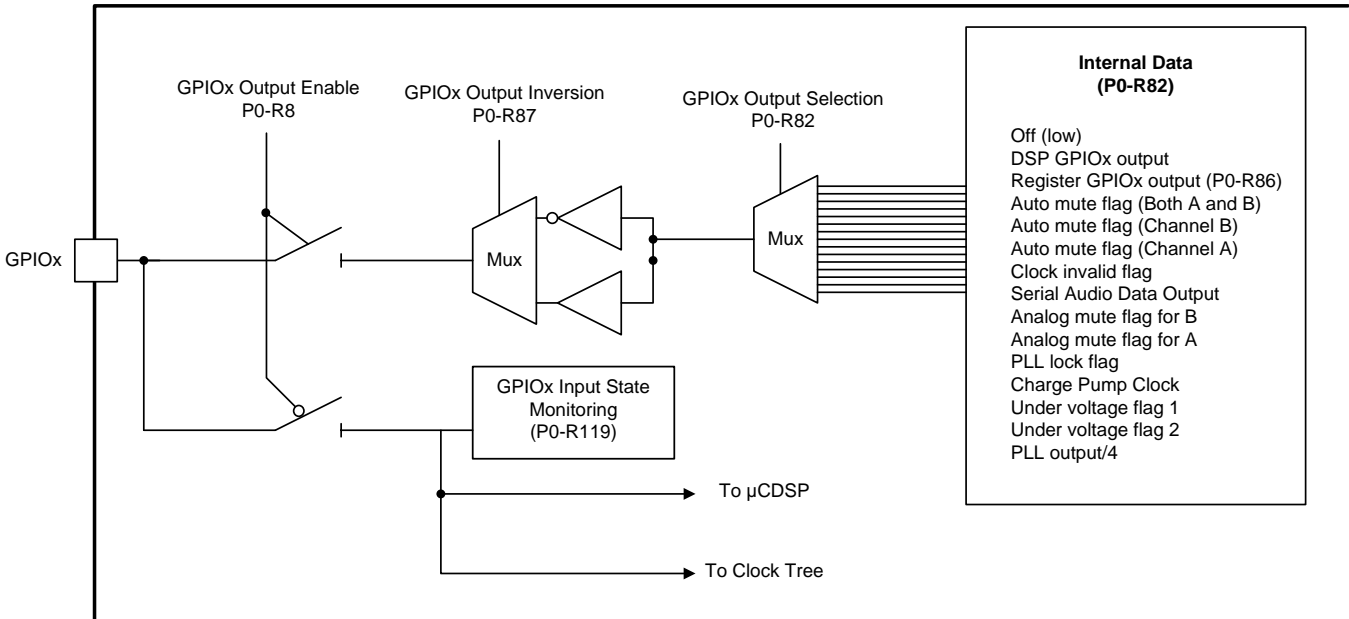 GPIOx Output Enable
P0-R8
GPIOx Output Inversion
P0-R87
GPIOx Output Selection
P0-R82
Internal Data
(P0-R82)
Off (low)
DSP GPIOx output
Register GPIOx output (P0-R86)
Auto mute flag (Both A and B)
Auto mute flag (Channel B)
Auto mute flag (Channel A)
Clock invalid flag
Serial Audio Data Output
Analog mute flag for B
Analog mute flag for A
PLL lock flag
Charge Pump Clock
Under voltage flag 1
Under voltage flag 2
PLL output/4
GPIOx
Mux
Mux
GPIOx Input State
Monitoring
(P0-R119)
To µCDSP
To Clock Tree